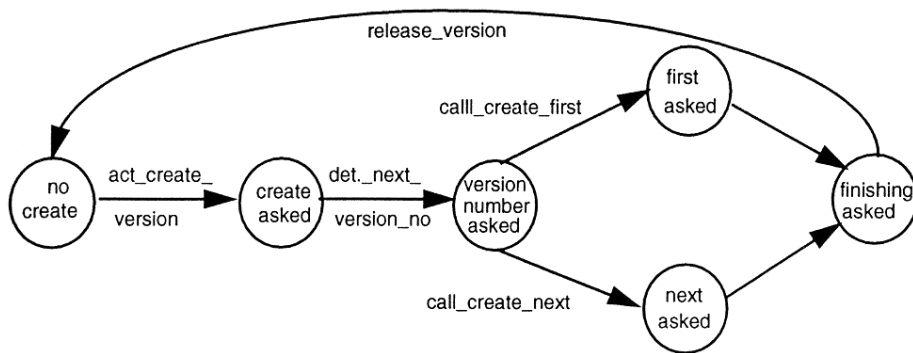 release_version
first
asked
calll_create_first
no
create
act_create_
version
create
asked
det._next_
version_no
version
number
asked
finishing
asked
call_create_next
next
asked